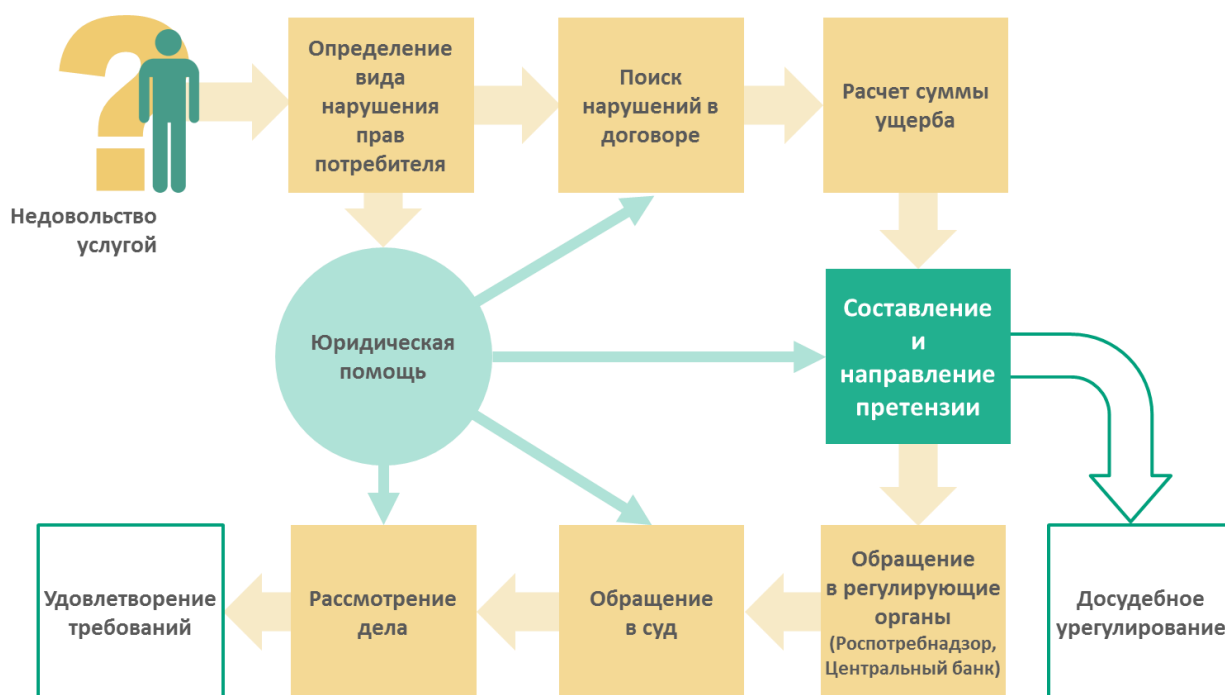 Недовольство
услугой
Определение
вида
нарушения
прав
потребителя
Поиск
нарушений в
договоре
Расчет суммы
ущерба
Юридическая
помощь
Составление
и
направление
претензии
Удовлетворение
требований
Рассмотрение
дела
Обращение
в суд
Обращение
в регулирующие
органы
(Роспотребнадзор,
Центральный банк)
Досудебное
урегулирование